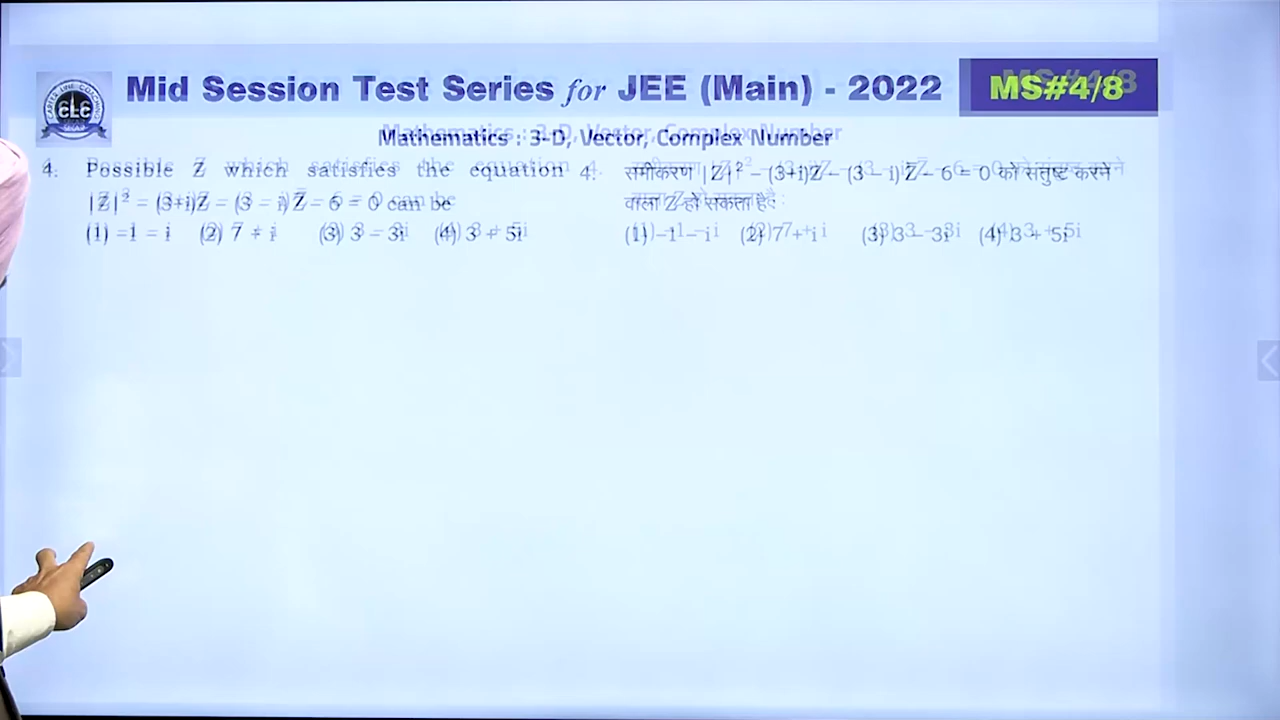 Mid Session Test Series for JEE (Main) - 2022
MS#4/8
CLC
Mathematics : 3-D, Vector, Complex Number
4. Possible Z which satisfies the equation
|Z|² – (3+i)Z – (3 – i) Z̄ – 6 = 0 can be
(1) –1 – i (2) 7 + i (3) 3 – 3i (4) 3 + 5i
4. समीकरण |Z|² – (3+i)Z – (3 – i) Z̄ – 6 = 0 को संतुष्ट करने
वाला Z हो सकता है :
(1) –1 – i (2) 7 + i (3) 3 – 3i (4) 3 + 5i